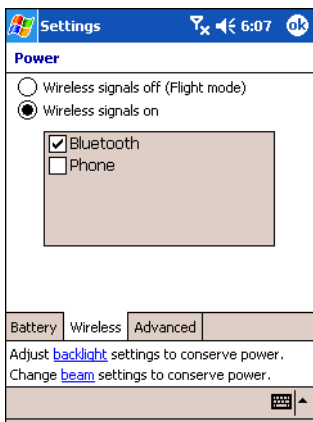 Settings 6:07 ok
Power
Wireless signals off (Flight mode)
Wireless signals on
Bluetooth
Phone
Battery Wireless Advanced
Adjust backlight settings to conserve power.
Change beam settings to conserve power.